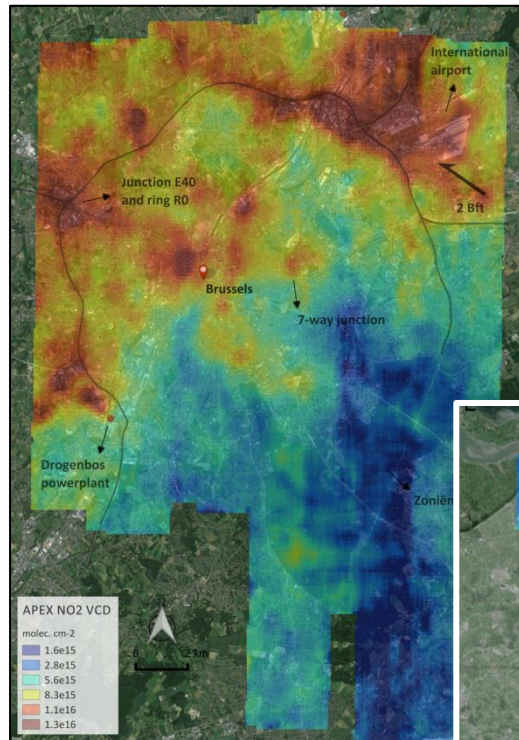 International
airport
Junction E40
and ring R0
2 Bft
Brussels
7-way junction
Drogenbos
powerplant
Zoniën
APEX NO2 VCD
molec. cm-2
1.6e15
2.8e15
5.6e15
8.3e15
1.1e16
1.3e16
0 2 km